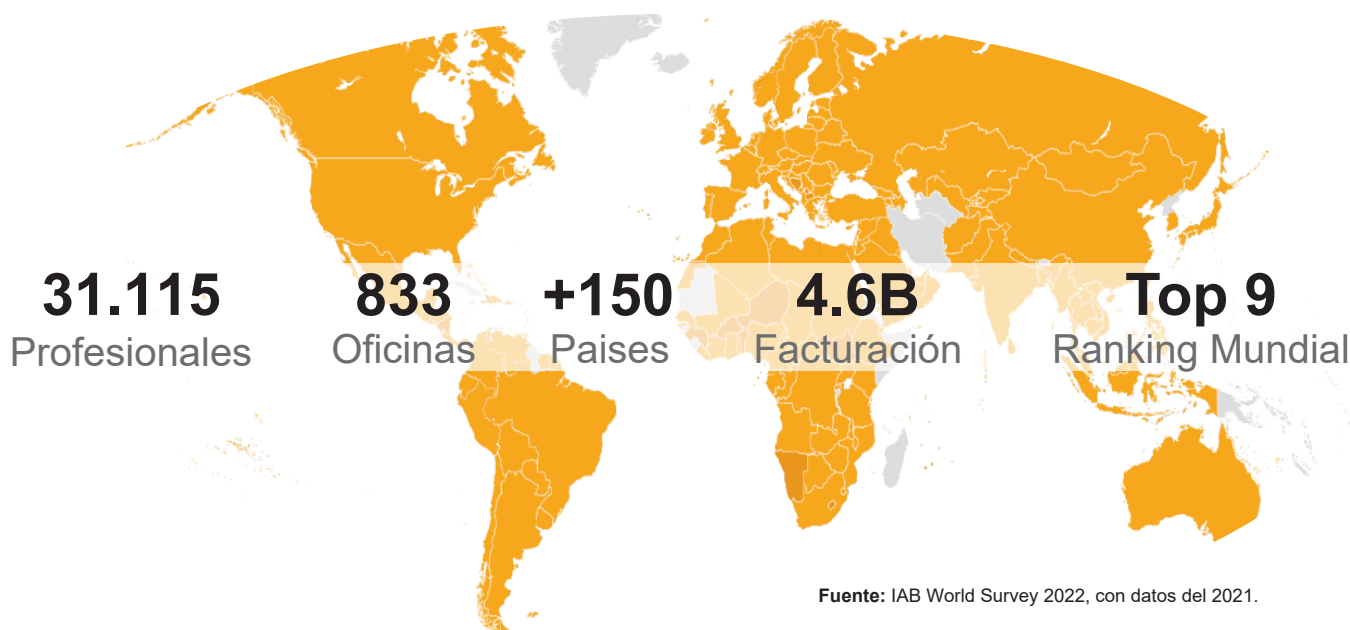 31.115
Profesionales
833
Oficinas
+150
Paises
4.6B
Facturación
Top 9
Ranking Mundial
Fuente: IAB World Survey 2022, con datos del 2021.